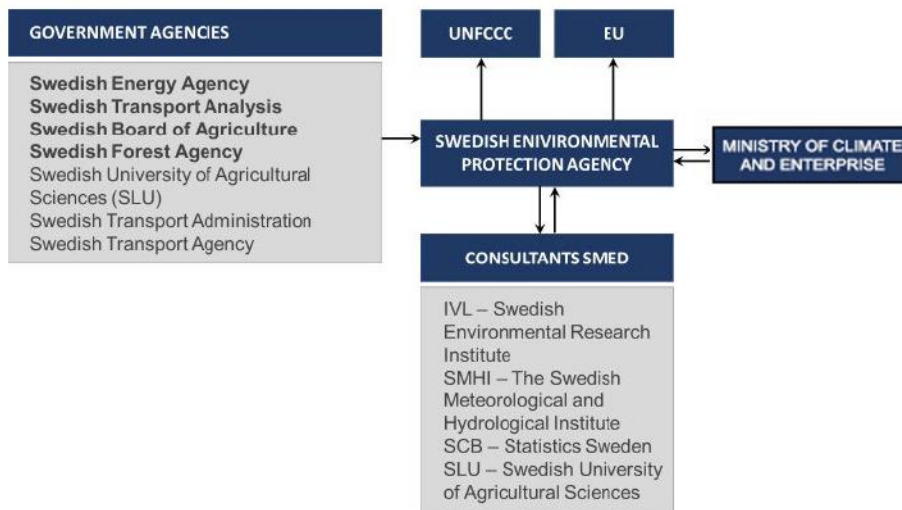 GOVERNMENT AGENCIES
Swedish Energy Agency
Swedish Transport Analysis
Swedish Board of Agriculture
Swedish Forest Agency
Swedish University of Agricultural
Sciences (SLU)
Swedish Transport Administration
Swedish Transport Agency
UNFCCC
EU
SWEDISH ENIVIRONMENTAL
PROTECTION AGENCY
MINISTRY OF CLIMATE
AND ENTERPRISE
CONSULTANTS SMED
IVL – Swedish
Environmental Research
Institute
SMHI – The Swedish
Meteorological and
Hydrological Institute
SCB – Statistics Sweden
SLU – Swedish University
of Agricultural Sciences